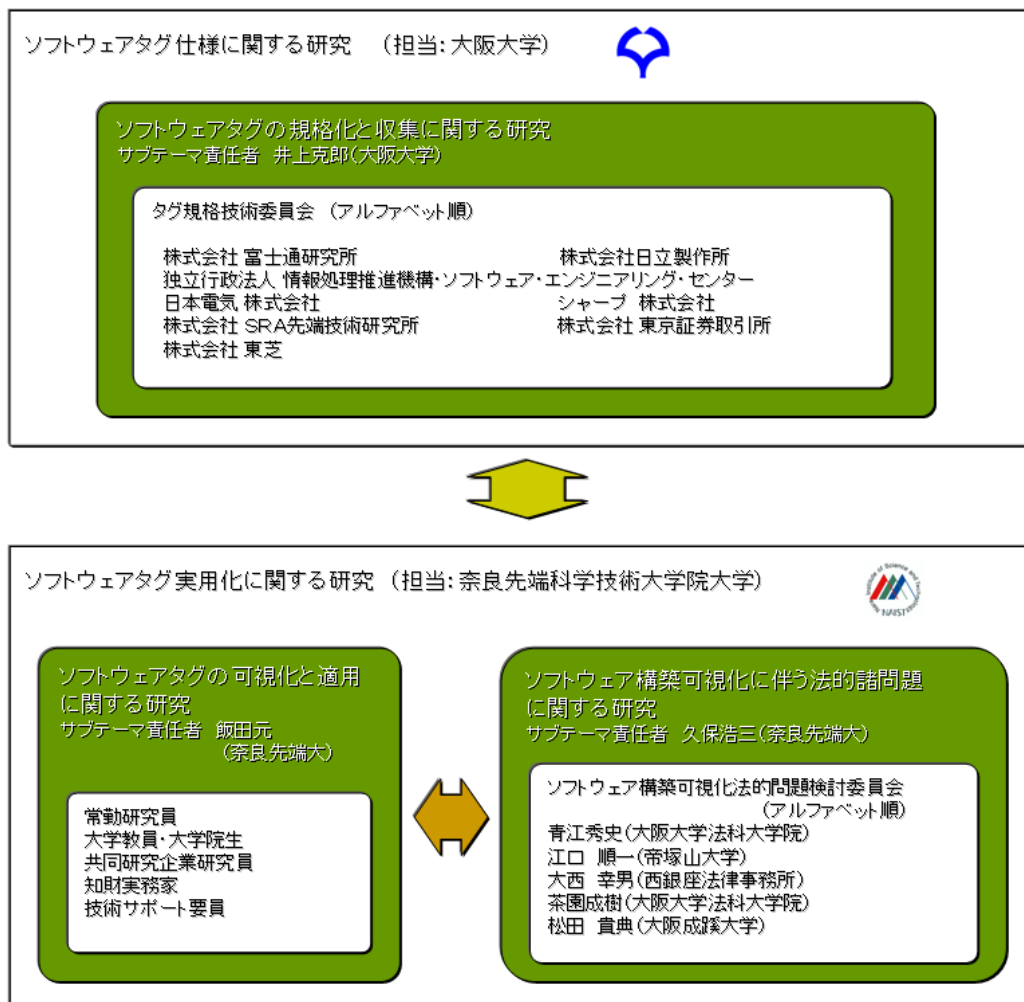 ソフトウェアタグ仕様に関する研究 （担当：大阪大学）
ソフトウェアタグの規格化と収集に関する研究
サブテーマ責任者 井上克郎（大阪大学）
タグ規格技術委員会 （アルファベット順）
株式会社 富士通研究所 株式会社日立製作所
独立行政法人 情報処理推進機構・ソフトウェア・エンジニアリング・センター
日本電気 株式会社 シャープ 株式会社
株式会社 SRA先端技術研究所 株式会社 東京証券取引所
株式会社 東芝
ソフトウェアタグ実用化に関する研究 （担当：奈良先端科学技術大学院大学）
NAIST
ソフトウェアタグの可視化と適用
に関する研究
サブテーマ責任者 飯田元
（奈良先端大）
常勤研究員
大学教員・大学院生
共同研究企業研究員
知財実務家
技術サポート要員
ソフトウェア構築可視化に伴う法的諸問題
に関する研究
サブテーマ責任者 久保浩三（奈良先端大）
ソフトウェア構築可視化法的問題検討委員会
（アルファベット順）
青江秀史（大阪大学法科大学院）
江口 順一（帝塚山大学）
大西 幸男（西銀座法律事務所）
茶園成樹（大阪大学法科大学院）
松田 貴典（大阪成蹊大学）